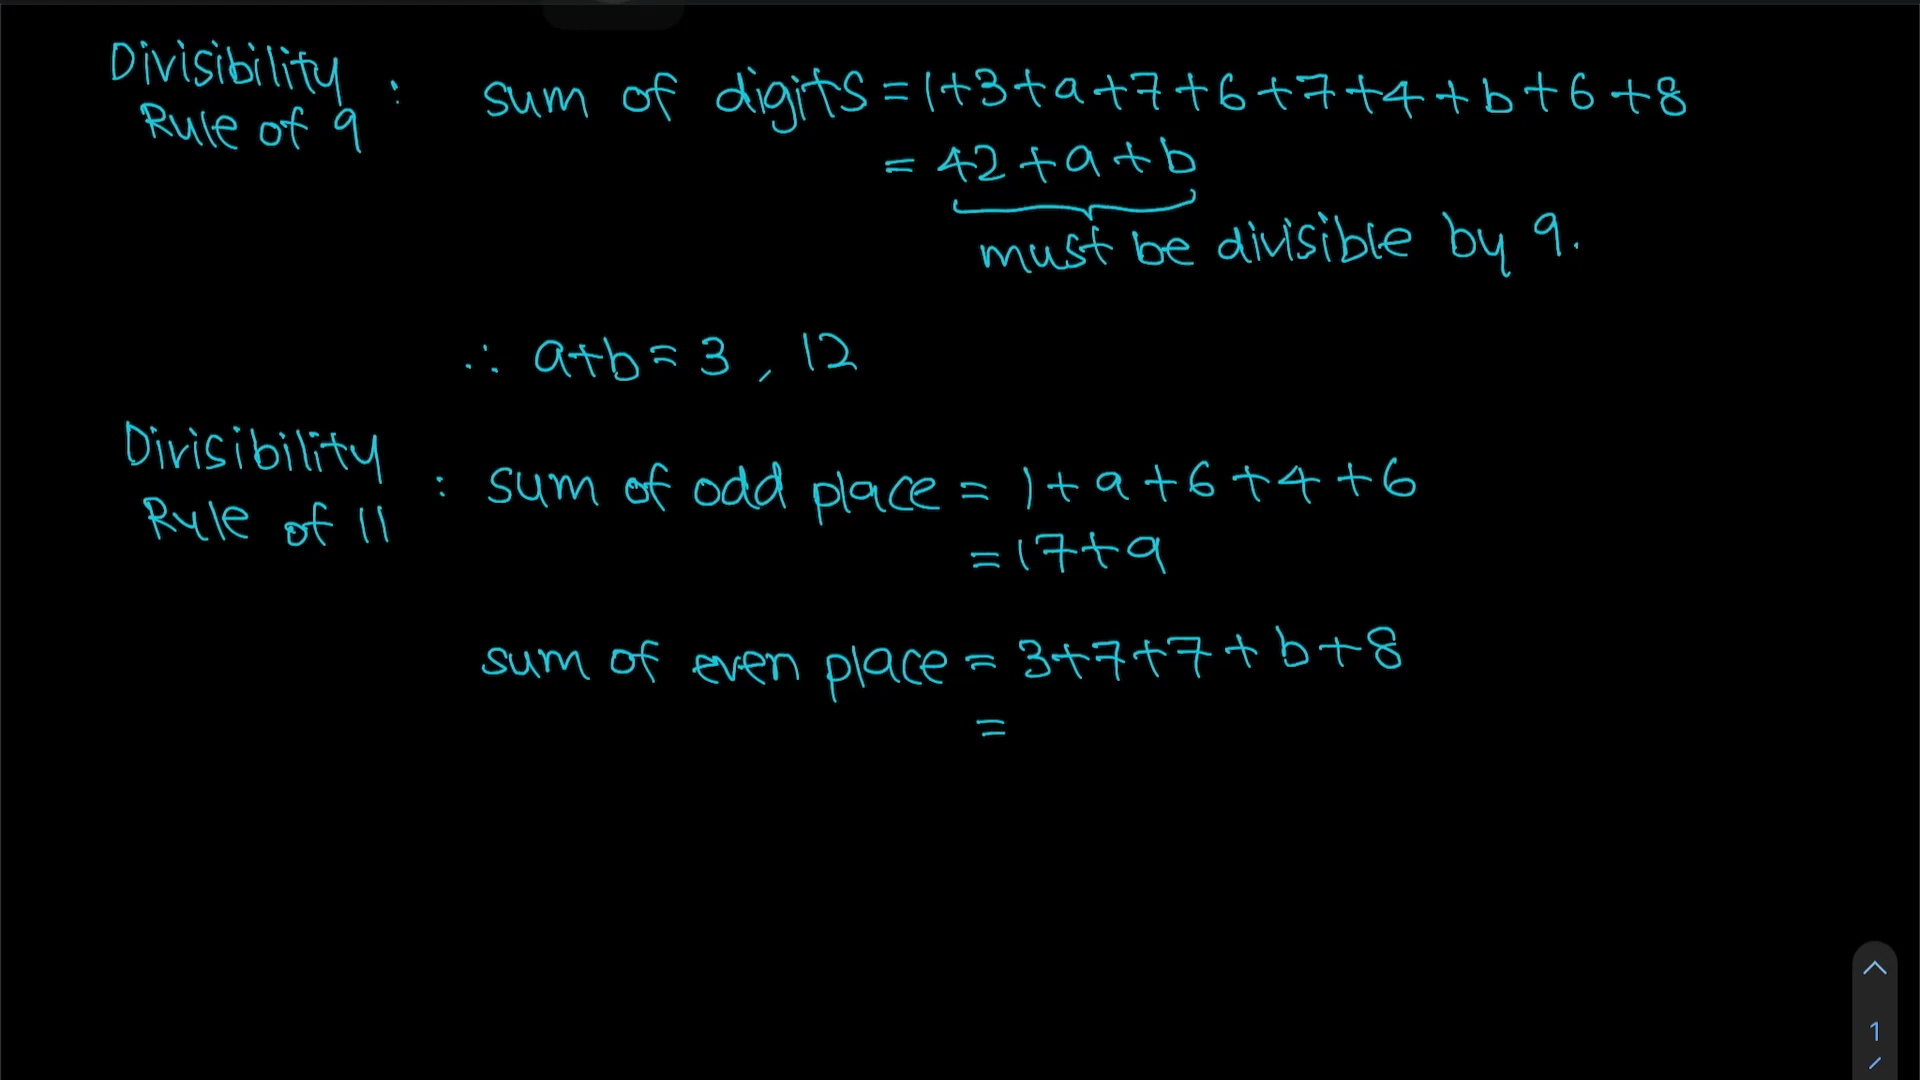 Divisibility
Rule of 9 : sum of digits = 1+3+a+7+6+7+4+b+6+8
= 42+a+b
must be divisible by 9.
∴ a+b = 3 , 12
Divisibility
Rule of 11 : sum of odd place = 1+a+6+4+6
= 17+a
sum of even place = 3+7+7+b+8
=
1